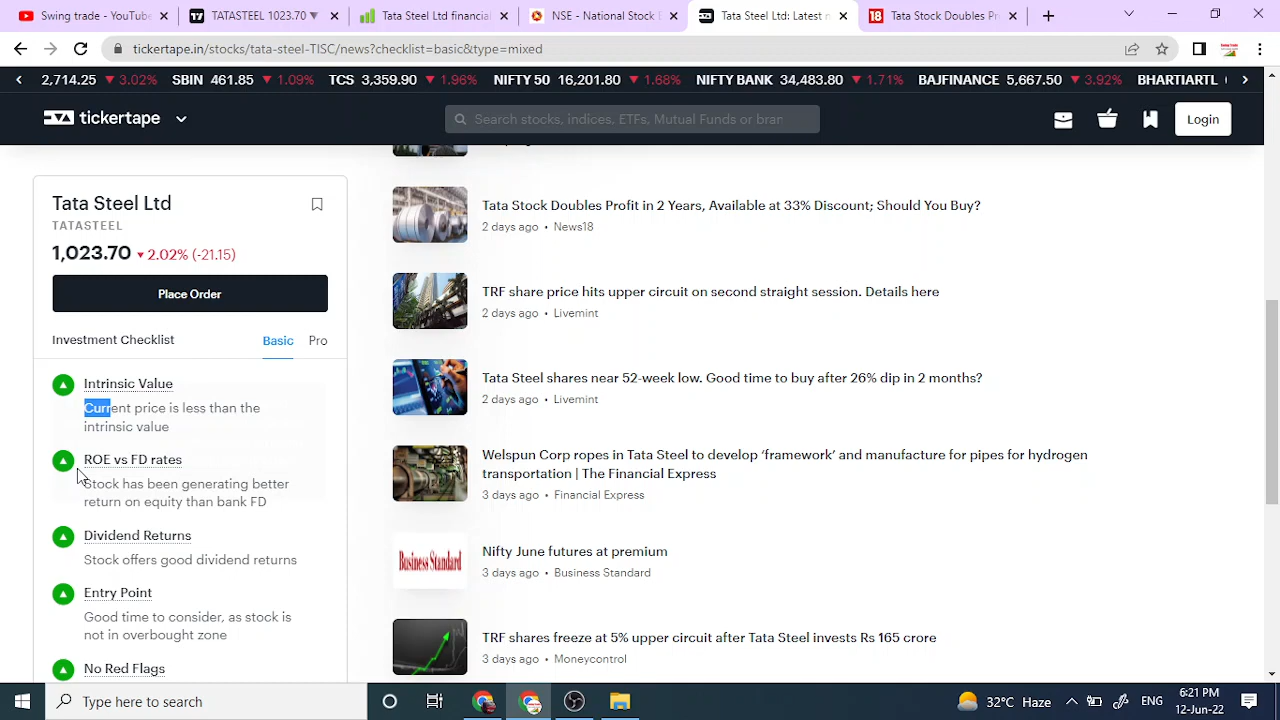 Swing trade - YouTube
TATASTEEL 1023.70 ▼
Tata Steel Ltd financial
NSE - National Stock E
Tata Steel Ltd: Latest n
Tata Stock Doubles Pr
tickertape.in/stocks/tata-steel-TISC/news?checklist=basic&type=mixed
2,714.25 ▼ 3.02% SBIN 461.85 ▼ 1.09% TCS 3,359.90 ▼ 1.96% NIFTY 50 16,201.80 ▼ 1.68% NIFTY BANK 34,483.80 ▼ 1.71% BAJFINANCE 5,667.50 ▼ 3.92% BHARTIARTL
tickertape
Search stocks, indices, ETFs, Mutual Funds or bran
Login
Tata Steel Ltd
TATASTEEL
1,023.70 ▼ 2.02% (-21.15)
Place Order
Investment Checklist Basic Pro
Intrinsic Value
Current price is less than the
intrinsic value
ROE vs FD rates
Stock has been generating better
return on equity than bank FD
Dividend Returns
Stock offers good dividend returns
Entry Point
Good time to consider, as stock is
not in overbought zone
No Red Flags
Tata Stock Doubles Profit in 2 Years, Available at 33% Discount; Should You Buy?
2 days ago • News18
TRF share price hits upper circuit on second straight session. Details here
2 days ago • Livemint
Tata Steel shares near 52-week low. Good time to buy after 26% dip in 2 months?
2 days ago • Livemint
Welspun Corp ropes in Tata Steel to develop ‘framework’ and manufacture for pipes for hydrogen
transportation | The Financial Express
3 days ago • Financial Express
Business Standard
Nifty June futures at premium
3 days ago • Business Standard
TRF shares freeze at 5% upper circuit after Tata Steel invests Rs 165 crore
3 days ago • Moneycontrol
Type here to search
32°C Haze
ENG
6:21 PM
12-Jun-22